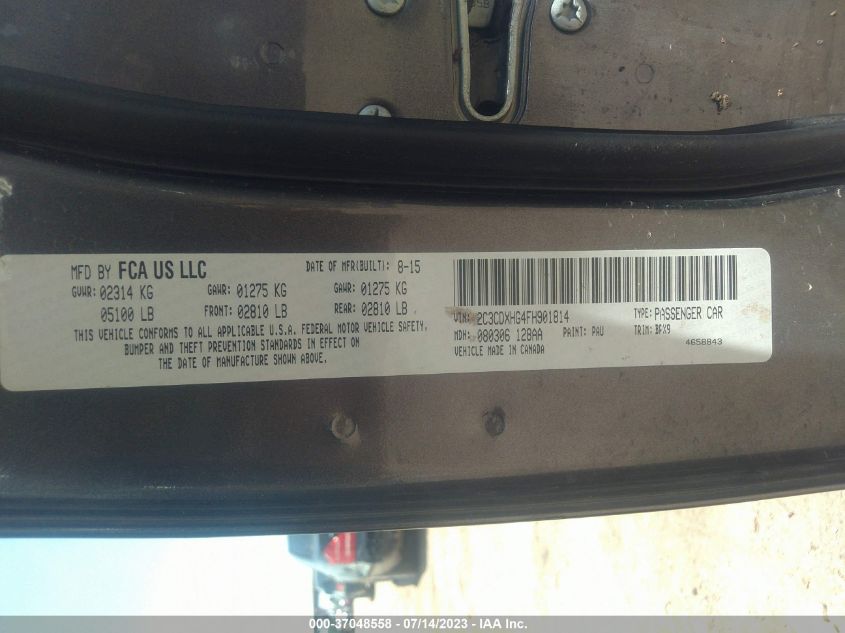 MFD BY FCA US LLC
DATE OF MFR(BUILT): 8-15
GVWR: 02314 KG
GAWR: 01275 KG
GAWR: 01275 KG
05100 LB
FRONT: 02810 LB
REAR: 02810 LB
THIS VEHICLE CONFORMS TO ALL APPLICABLE U.S.A. FEDERAL MOTOR VEHICLE SAFETY,
BUMPER AND THEFT PREVENTION STANDARDS IN EFFECT ON
THE DATE OF MANUFACTURE SHOWN ABOVE.
VIN: 2C3CDXHG4FH901814
TYPE: PASSENGER CAR
MDH: 080306 128AA
PAINT: PAU
TRIM: BFX9
VEHICLE MADE IN CANADA
4658843
000-37048558 - 07/14/2023 - IAA Inc.